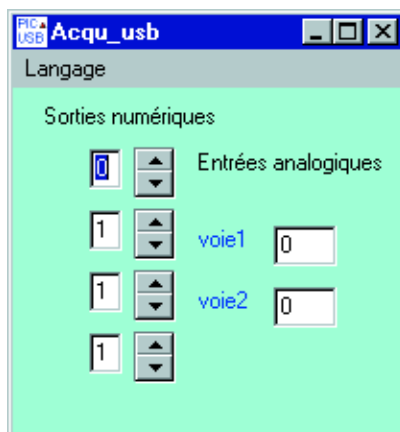 PIC USB Acqu_usb
Langage
Sorties numériques
0
Entrées analogiques
1
voie1 0
1
voie2 0
1